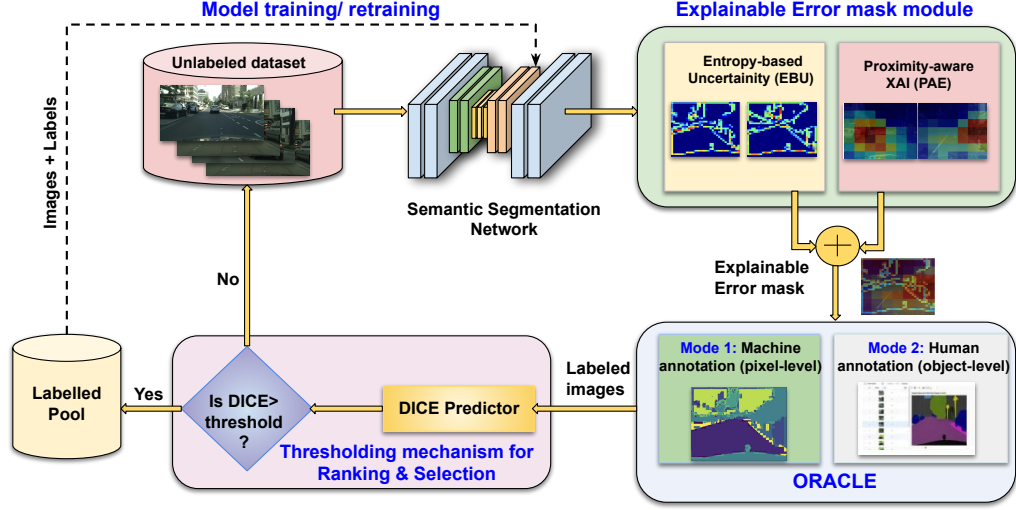 Model training/ retraining
Explainable Error mask module
Images + Labels
Unlabeled dataset
Entropy-based
Uncertainity (EBU)
Proximity-aware
XAI (PAE)
Semantic Segmentation
Network
Explainable
Error mask
No
Labelled
Pool
Yes
Is DICE>
threshold
?
DICE Predictor
Thresholding mechanism for
Ranking & Selection
Labeled
images
Mode 1: Machine
annotation (pixel-level)
Mode 2: Human
annotation (object-level)
ORACLE